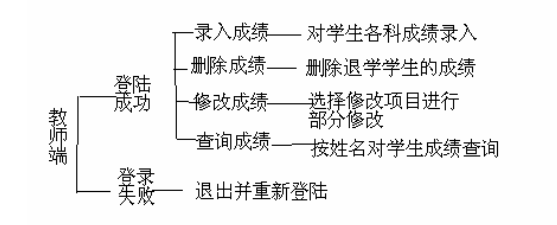 录入成绩 对学生各科成绩录入
删除成绩 删除退学学生的成绩
登陆
成功
修改成绩 选择修改项目进行
部分修改
教师端
查询成绩 按姓名对学生成绩查询
登录
失败 退出并重新登陆